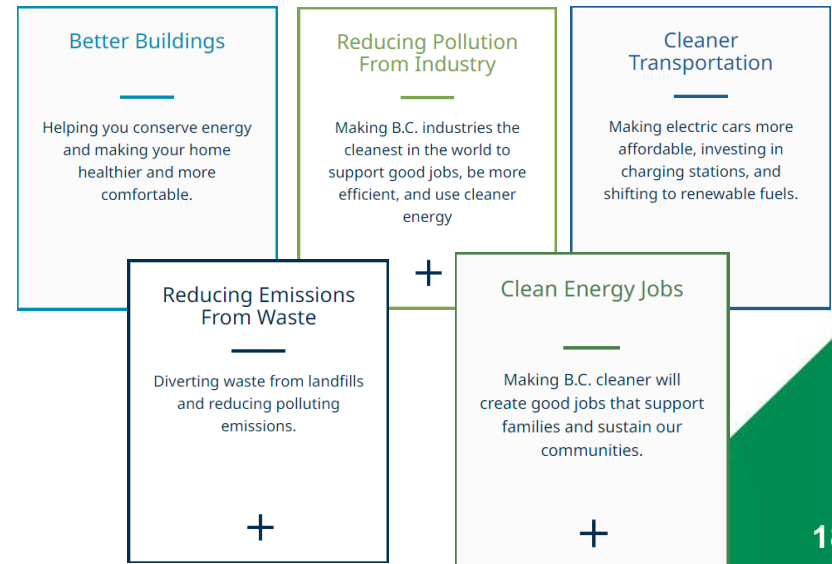 Better Buildings
Helping you conserve energy
and making your home
healthier and more
comfortable.
Reducing Pollution
From Industry
Making B.C. industries the
cleanest in the world to
support good jobs, be more
efficient, and use cleaner
energy
+
Cleaner
Transportation
Making electric cars more
affordable, investing in
charging stations, and
shifting to renewable fuels.
Reducing Emissions
From Waste
Diverting waste from landfills
and reducing polluting
emissions.
+
Clean Energy Jobs
Making B.C. cleaner will
create good jobs that support
families and sustain our
communities.
+